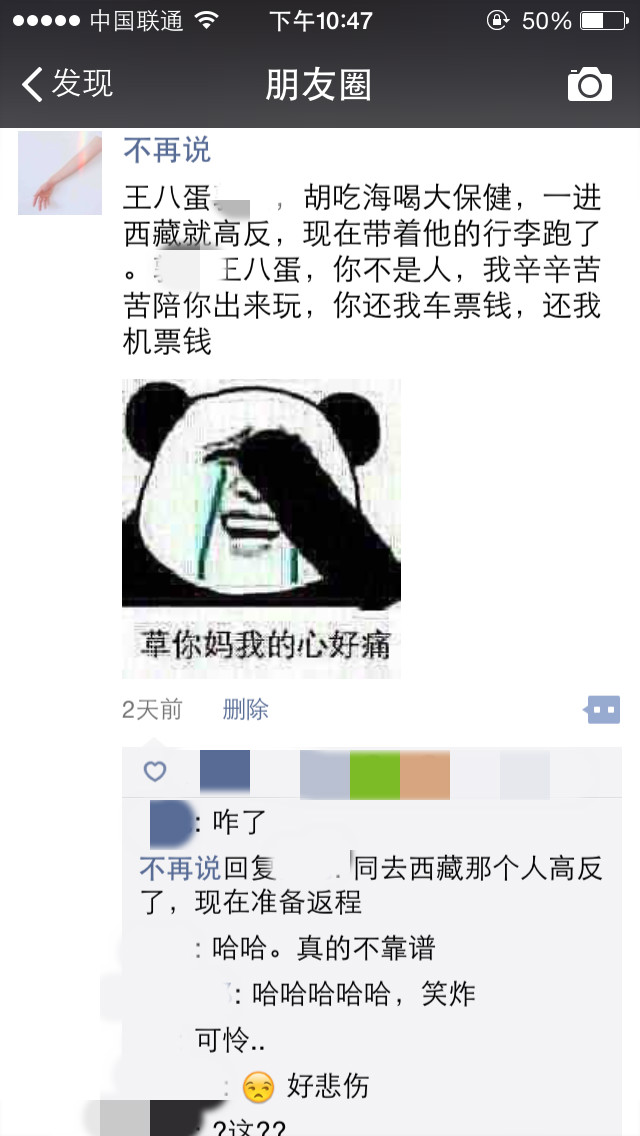 中国联通
下午10:47
50%
发现
朋友圈
不再说
王八蛋 ，胡吃海喝大保健，一进
西藏就高反，现在带着他的行李跑了
。 王八蛋，你不是人，我辛辛苦
苦陪你出来玩，你还我车票钱，还我
机票钱
草你妈我的心好痛
2天前
删除
：咋了
不再说回复 同去西藏那个人高反
了，现在准备返程
：哈哈。真的不靠谱
：哈哈哈哈哈，笑炸
可怜..
：😒 好悲伤
：?这??